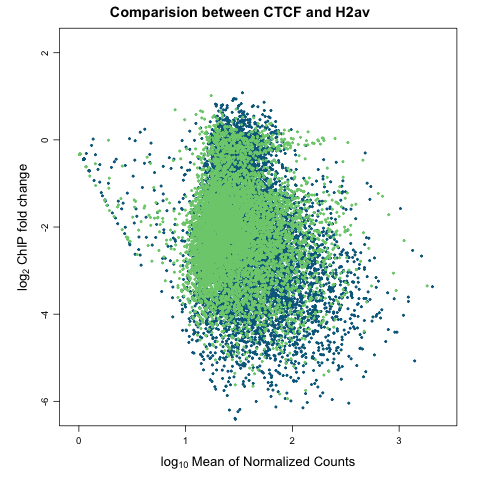 Comparision between CTCF and H2av
2
0
-2
-4
-6
log2 ChIP fold change
0 1 2 3
log10 Mean of Normalized Counts